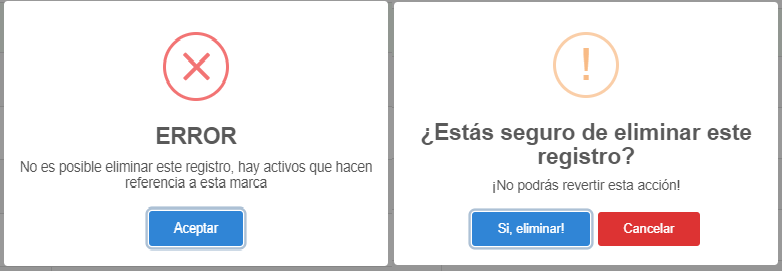 ERROR
No es posible eliminar este registro, hay activos que hacen
referencia a esta marca
Aceptar
!
¿Estás seguro de eliminar este
registro?
¡No podrás revertir esta acción!
Si, eliminar!
Cancelar